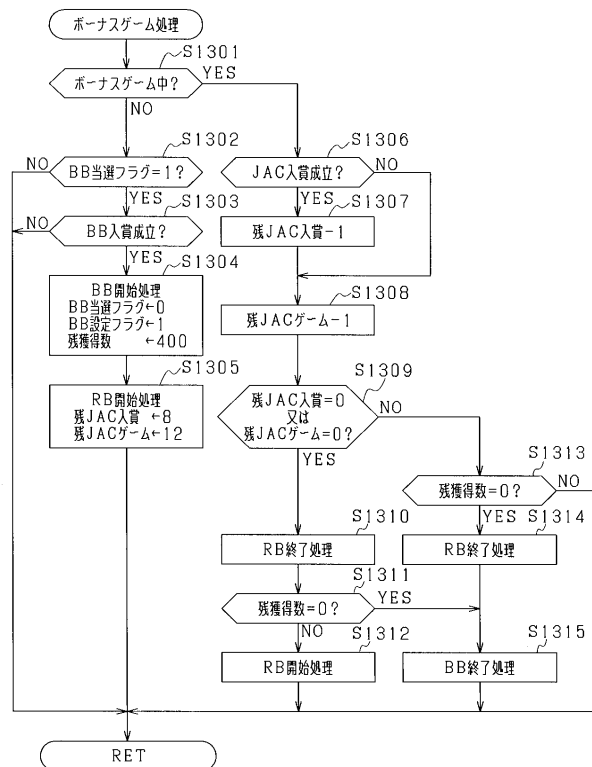 ボーナスゲーム処理
S1301
ボーナスゲーム中?
YES
NO
S1302
NO
BB当選フラグ=1?
YES
S1303
NO
BB入賞成立?
YES
S1304
BB開始処理
BB当選フラグ←0
BB設定フラグ←1
残獲得数 ←400
S1305
RB開始処理
残JAC入賞 ←8
残JACゲーム←12
S1306
JAC入賞成立?
NO
YES
S1307
残JAC入賞-1
S1308
残JACゲーム-1
S1309
残JAC入賞=0
又は
残JACゲーム=0?
NO
YES
S1313
残獲得数=0?
NO
YES
S1310
RB終了処理
S1314
RB終了処理
S1311
残獲得数=0?
YES
NO
S1312
RB開始処理
S1315
BB終了処理
RET